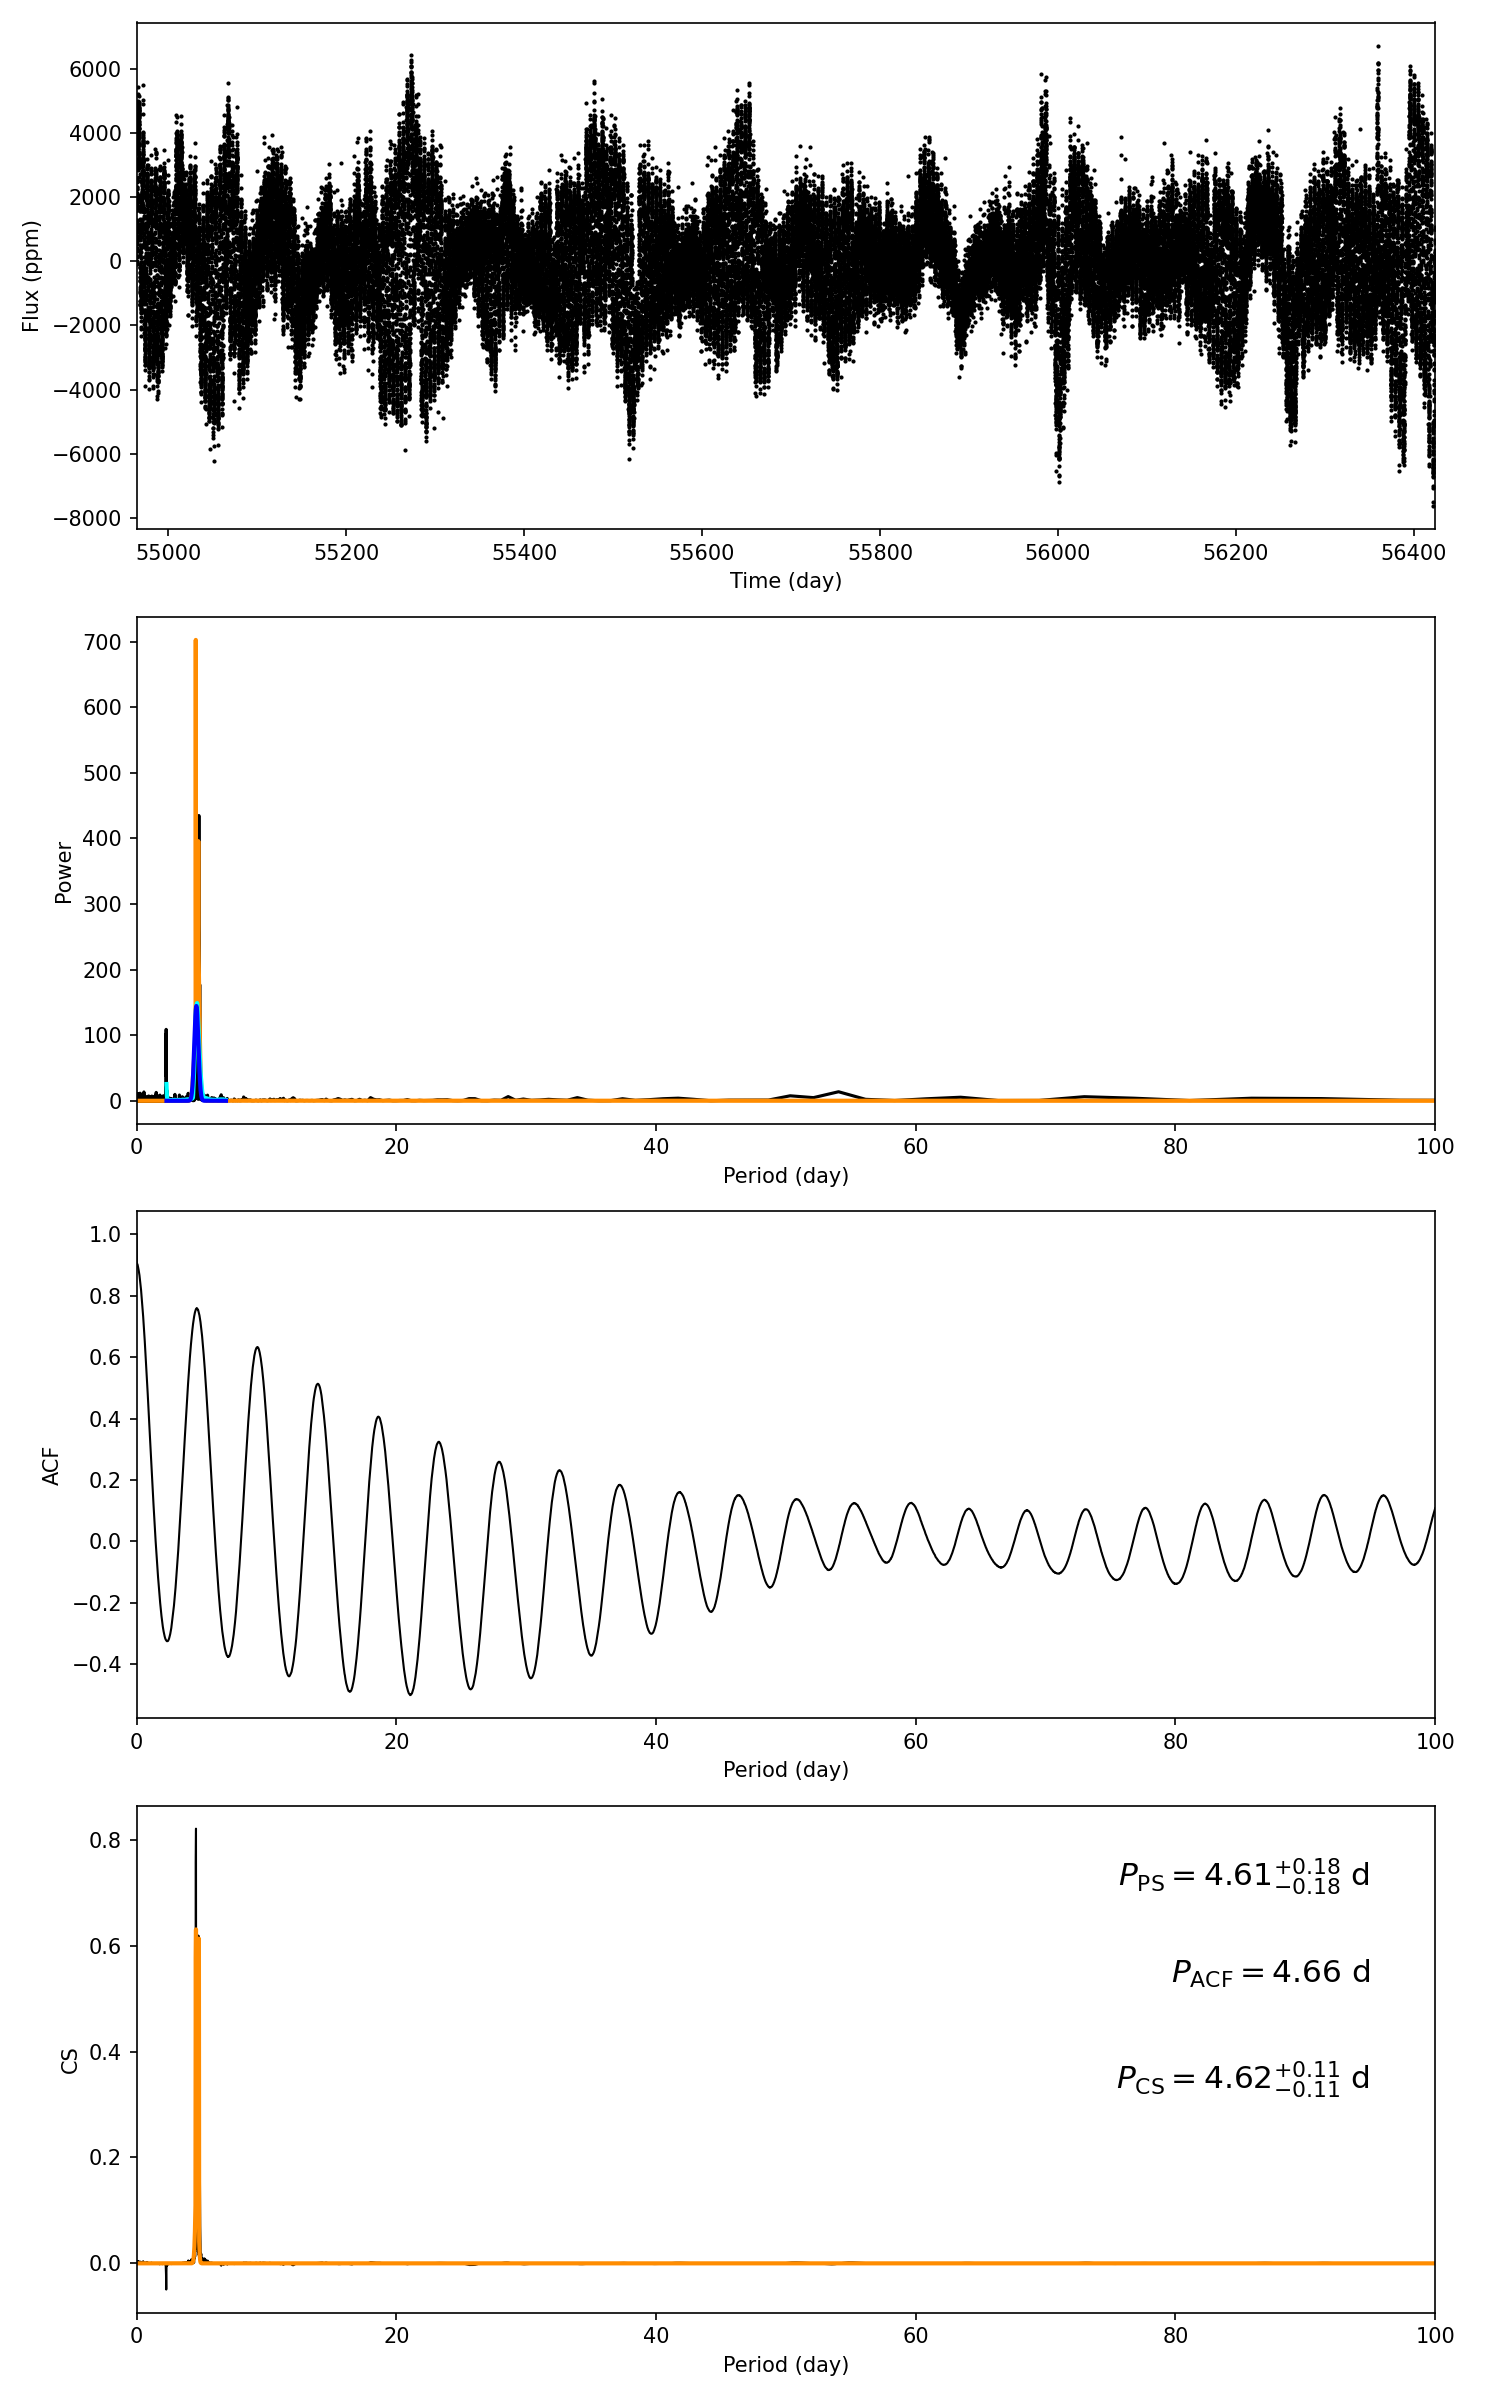 6000
4000
2000
0
−2000
−4000
−6000
−8000
Flux (ppm)
55000 55200 55400 55600 55800 56000 56200 56400
Time (day)
700
600
500
400
300
200
100
0
Power
0 20 40 60 80 100
Period (day)
1.0
0.8
0.6
0.4
0.2
0.0
−0.2
−0.4
ACF
0 20 40 60 80 100
Period (day)
0.8
0.6
0.4
0.2
0.0
CS
P_PS = 4.61 +0.18 −0.18 d
P_ACF = 4.66 d
P_CS = 4.62 +0.11 −0.11 d
0 20 40 60 80 100
Period (day)